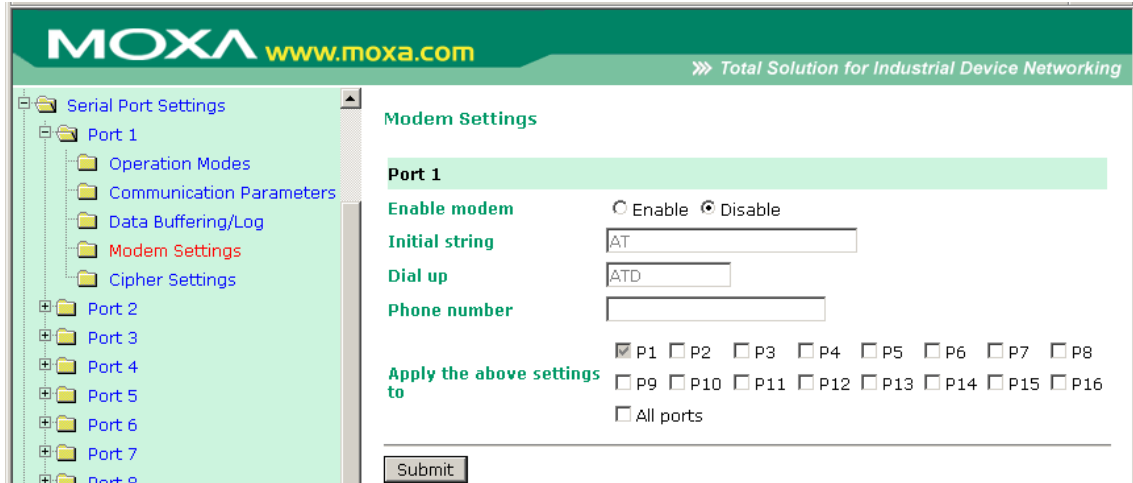 MOXA www.moxa.com
Total Solution for Industrial Device Networking
Serial Port Settings
Port 1
Operation Modes
Communication Parameters
Data Buffering/Log
Modem Settings
Cipher Settings
Port 2
Port 3
Port 4
Port 5
Port 6
Port 7
Port 8
Modem Settings
Port 1
Enable modem Enable Disable
Initial string AT
Dial up ATD
Phone number
Apply the above settings to
P1 P2 P3 P4 P5 P6 P7 P8
P9 P10 P11 P12 P13 P14 P15 P16
All ports
Submit